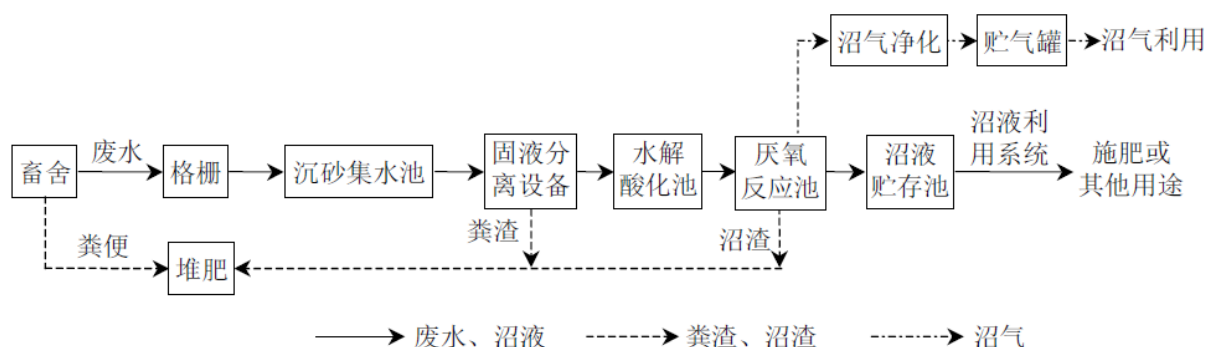 沼气净化
贮气罐
沼气利用
畜舍
废水
格栅
沉砂集水池
固液分
离设备
水解
酸化池
厌氧
反应池
沼液
贮存池
沼液利
用系统
施肥或
其他用途
粪便
堆肥
粪渣
沼渣
废水、沼液
粪渣、沼渣
沼气